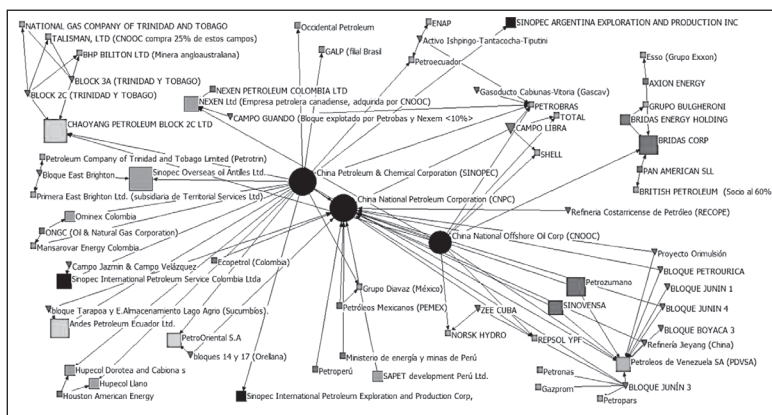 NATIONAL GAS COMPANY OF TRINIDAD AND TOBAGO
TALISMAN, LTD (CNOOC compra 25% de estos campos)
BHP BILITON LTD (Minera angloaustraliana)
BLOCK 3A (TRINIDAD Y TOBAGO)
BLOCK 2C (TRINIDAD Y TOBAGO)
CHAOYANG PETROLEUM BLOCK 2C LTD
Occidental Petroleum
GALP (filial Brasil
ENAP
Activo Ishpingo-Tantacocha-Tiputini
Petroecuador
SINOPEC ARGENTINA EXPLORATION AND PRODUCTION INC
NEXEN PETROLEUM COLOMBIA LTD
NEXEN Ltd (Empresa petrolera canadiense, adquirida por CNOOC)
CAMPO GUANDO (Bloque explotado por Petrobas y Nexem <10%>
Gasoducto Cabiunas-Vitoria (Gascav)
PETROBRAS
TOTAL
CAMPO LIBRA
SHELL
Esso (Grupo Exxon)
AXION ENERGY
GRUPO BULGHERONI
BRIDAS ENERGY HOLDING
BRIDAS CORP
PAN AMERICAN SLL
BRITISH PETROLEUM (Socio al 60%
Petroleum Company of Trinidad and Tobago Limited (Petrotrin)
Bloque East Brighton
Sinopec Overseas oil Antiles Ltd.
Primera East Brighton Ltd. (subsidaria de Territorial Services Ltd)
China Petroleum & Chemical Corporation (SINOPEC)
China National Petroleum Corporation (CNPC)
China National Offshore Oil Corp (CNOOC)
Refinería Costarricense de Petróleo (RECOPE)
Ominex Colombia
ONGC (Oil & Natural Gas Corporation)
Mansarovar Energy Colombia
Ecopetrol (Colombia)
Campo Jazmin & Campo Velázquez
Sinopec International Petroleum Service Colombia Ltda
Proyecto Orimulsión
BLOQUE PETROURICA
Petrozumano
BLOQUE JUNIN 1
SINOVENSA
BLOQUE JUNIN 4
BLOQUE BOYACA 3
Grupo Diavaz (México)
Petróleos Mexicanos (PEMEX)
ZEE CUBA
NORSK HYDRO
REPSOL YPF
Refinería Jieyang (China)
bloque Tarapoa y E.Almacenamiento Lago Agrio (Sucumbíos).
Andes Petroleum Ecuador Ltd.
PetroOriental S.A
bloques 14 y 17 (Orellana)
Ministero de energía y minas de Perú
Petroperú
SAPET development Perú Ltd.
Petroleos de Venezuela SA (PDVSA)
Petronas
Gazprom
BLOQUE JUNÍN 3
Petropars
Hupecol Dorotea and Cabiona s
Hupecol Llano
Houston American Energy
Sinopec International Petroleum Exploration and Production Corp,